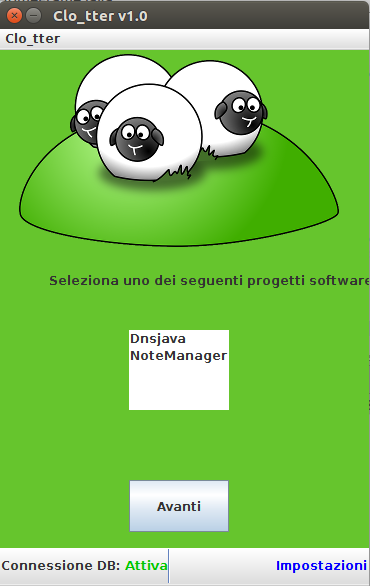 Clo_tter v1.0
Clo_tter
Seleziona uno dei seguenti progetti software
Dnsjava
NoteManager
Avanti
Connessione DB: Attiva
Impostazioni